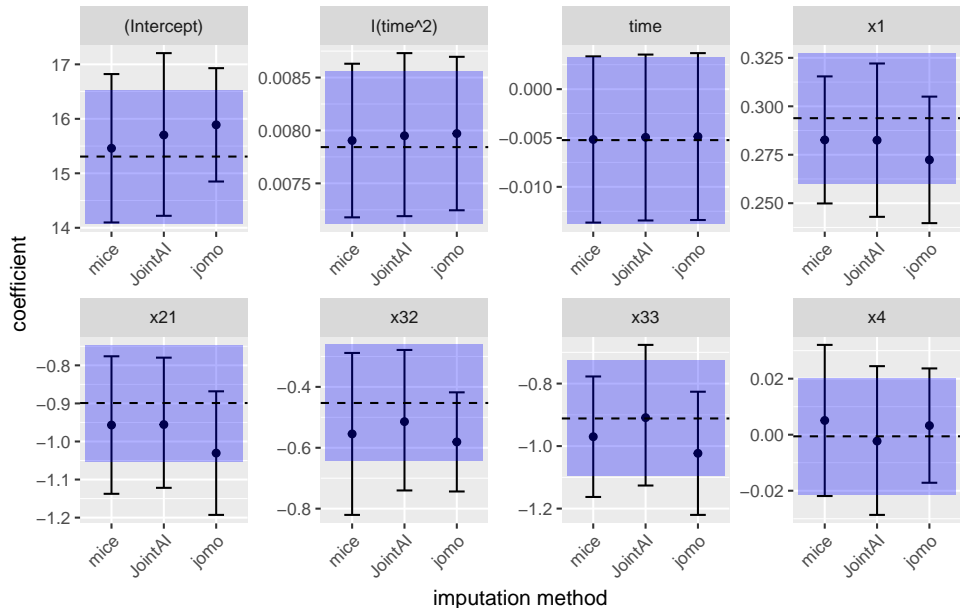 (Intercept)
I(time^2)
time
x1
17
16
15
14
0.0085
0.0080
0.0075
0.000
−0.005
−0.010
0.325
0.300
0.275
0.250
mice
JointAI
jomo
mice
JointAI
jomo
mice
JointAI
jomo
mice
JointAI
jomo
coefficient
x21
x32
x33
x4
−0.8
−0.9
−1.0
−1.1
−1.2
−0.4
−0.6
−0.8
−0.8
−1.0
−1.2
0.02
0.00
−0.02
mice
JointAI
jomo
mice
JointAI
jomo
mice
JointAI
jomo
mice
JointAI
jomo
imputation method